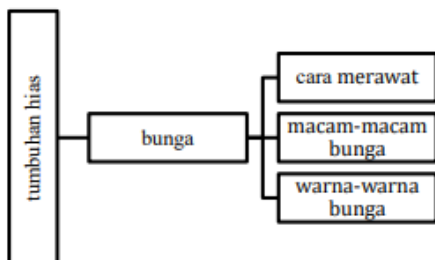 tumbuhan hias
bunga
cara merawat
macam-macam
bunga
warna-warna
bunga